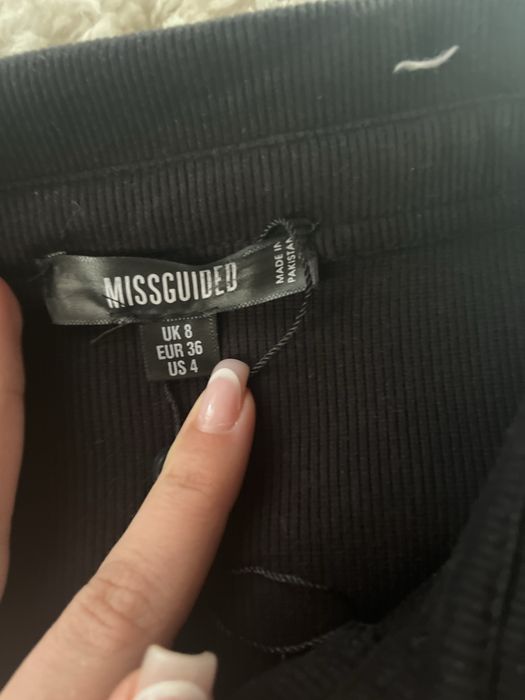 MISSGUIDED
MADE IN
PAKISTAN
UK 8
EUR 36
US 4